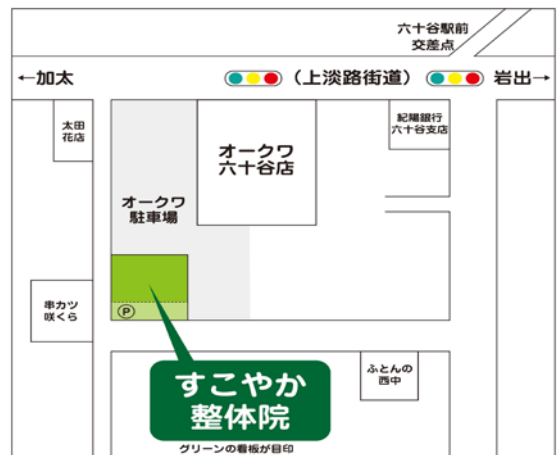 六十谷駅前
交差点
←加太
(上淡路街道)
岩出→
太田
花店
オークワ
六十谷店
紀陽銀行
六十谷支店
オークワ
駐車場
串カツ
咲くら
P
ふとんの
西中
すこやか
整体院
グリーンの看板が目印